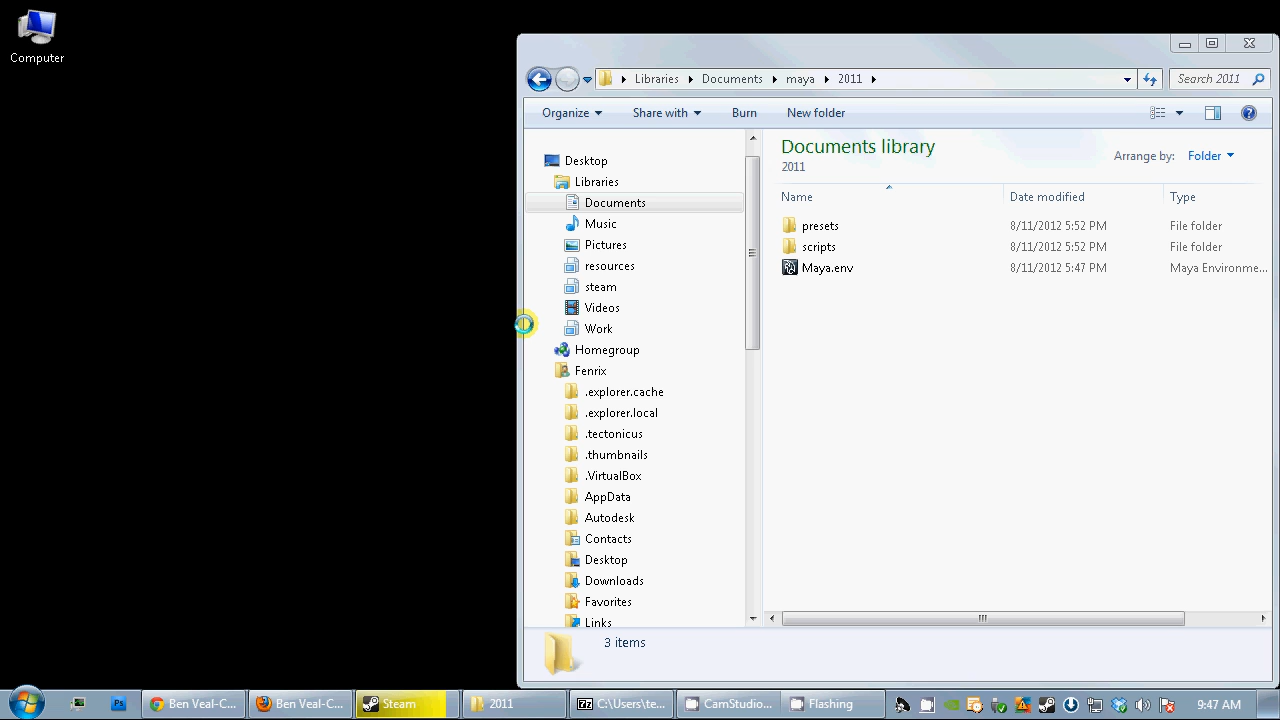 Computer
Libraries Documents maya 2011
Search 2011
Organize Share with Burn New folder
Documents library
2011
Arrange by: Folder
Name Date modified Type
presets 8/11/2012 5:52 PM File folder
scripts 8/11/2012 5:52 PM File folder
Maya.env 8/11/2012 5:47 PM Maya Environme...
Desktop
Libraries
Documents
Music
Pictures
resources
steam
Videos
Work
Homegroup
Fenrix
.explorer.cache
.explorer.local
.tectonicus
.thumbnails
.VirtualBox
AppData
Autodesk
Contacts
Desktop
Downloads
Favorites
Links
3 items
Ben Veal-C... Ben Veal-C... Steam 2011 C:\Users\te... CamStudio... Flashing 9:47 AM